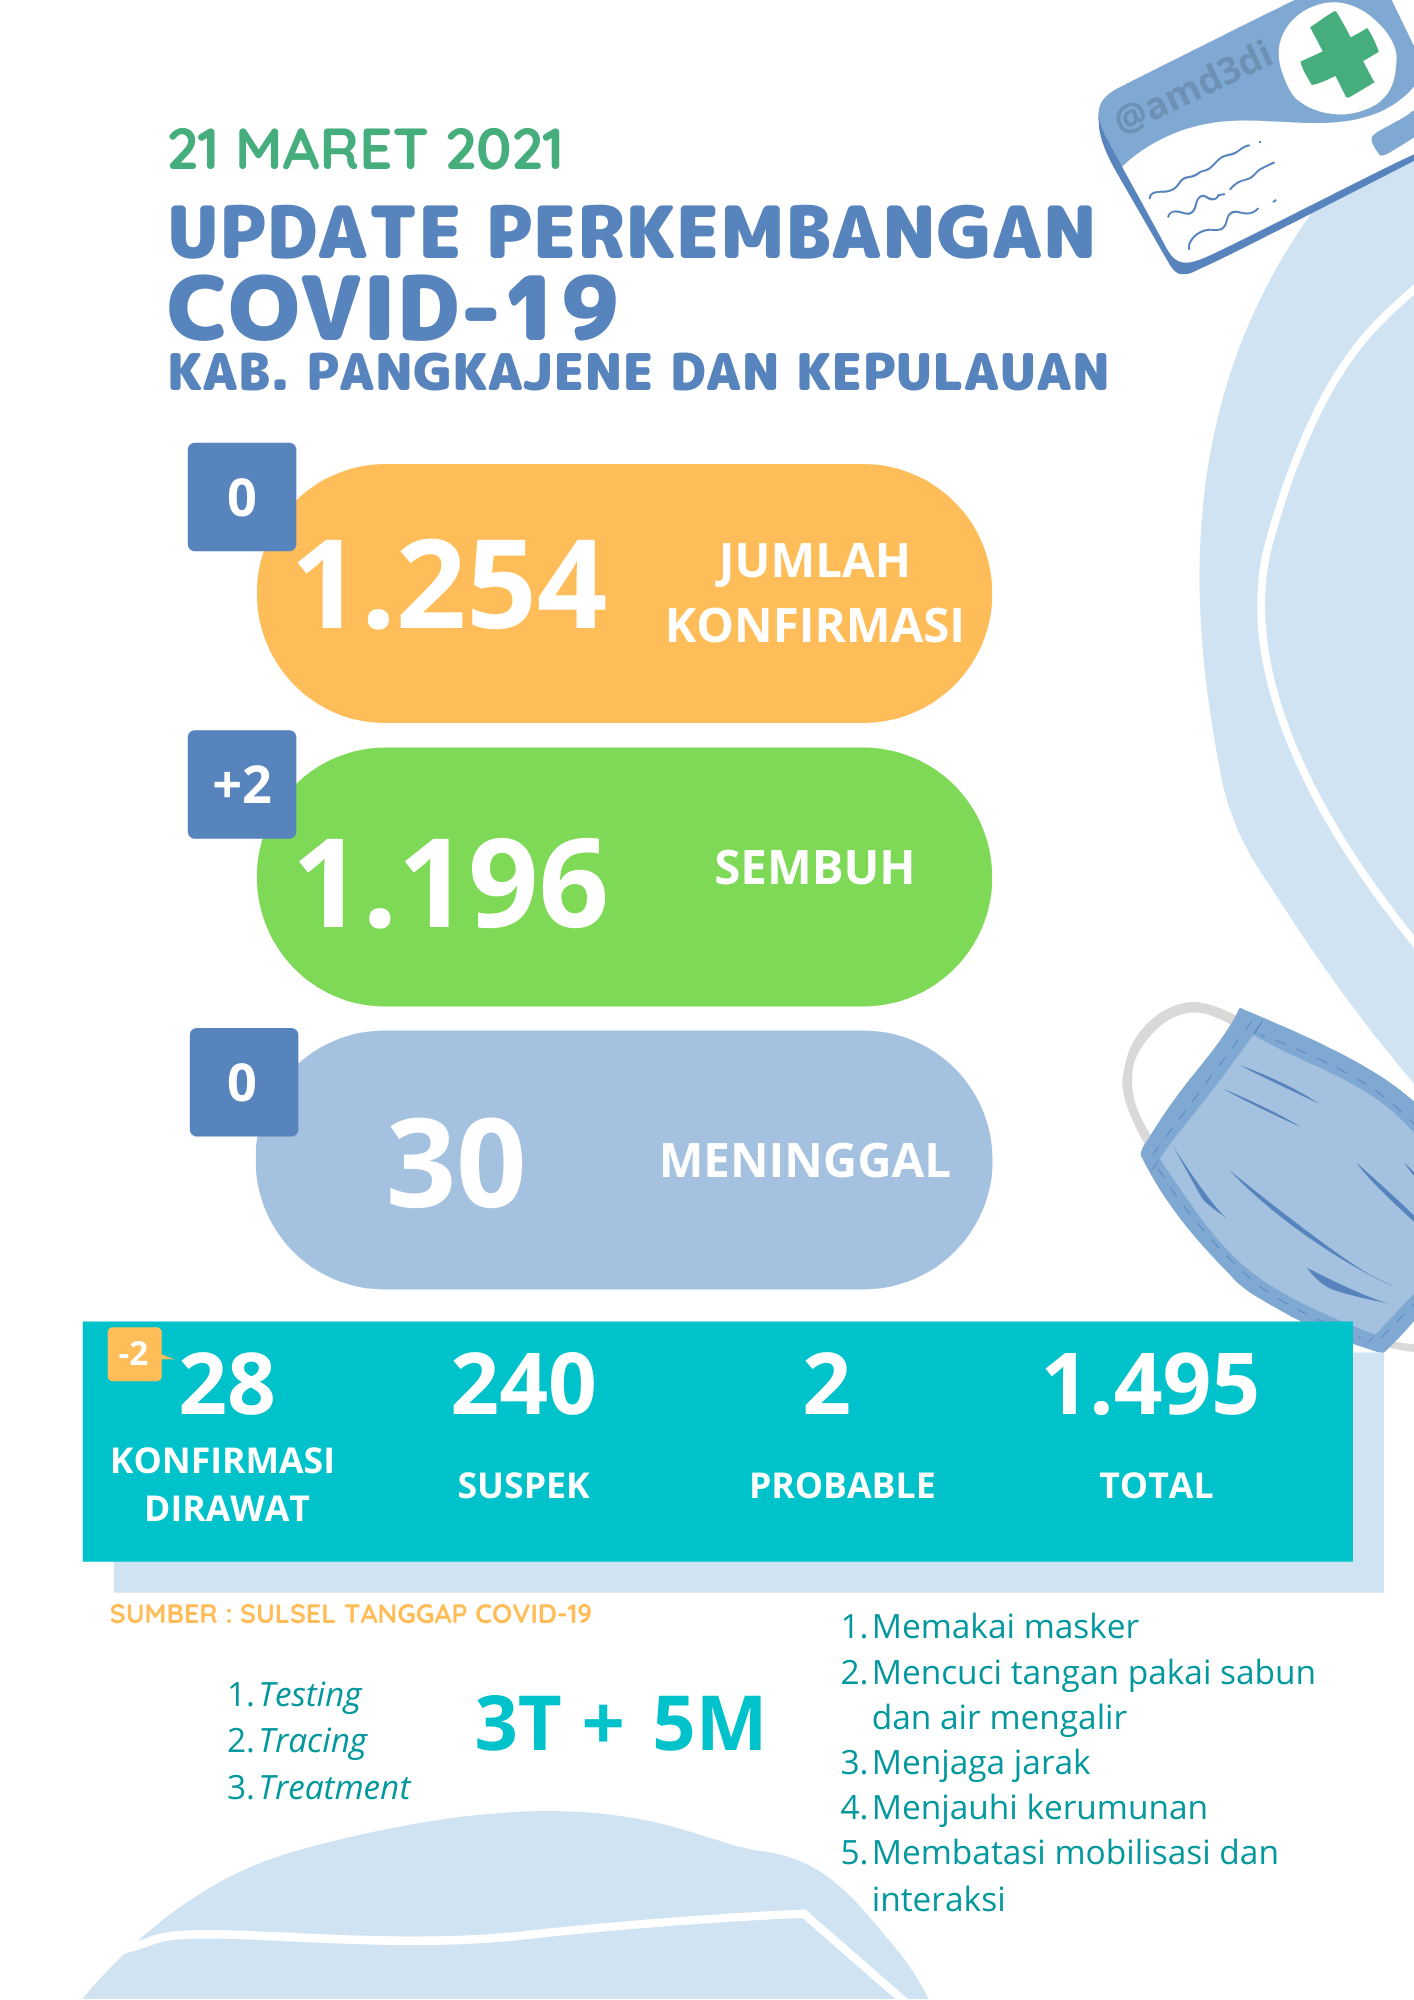 @amd3di
21 MARET 2021
UPDATE PERKEMBANGAN
COVID-19
KAB. PANGKAJENE DAN KEPULAUAN
0
1.254
JUMLAH
KONFIRMASI
+2
1.196
SEMBUH
0
30
MENINGGAL
-2
28
KONFIRMASI
DIRAWAT
240
SUSPEK
2
PROBABLE
1.495
TOTAL
SUMBER : SULSEL TANGGAP COVID-19
1. Testing
2. Tracing
3. Treatment
3T + 5M
1. Memakai masker
2. Mencuci tangan pakai sabun
dan air mengalir
3. Menjaga jarak
4. Menjauhi kerumunan
5. Membatasi mobilisasi dan
interaksi